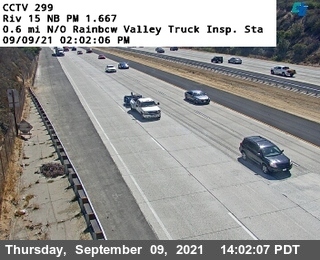 CCTV 299
Riv 15 NB PM 1.667
0.6 mi N/O Rainbow Valley Truck Insp. Sta
09/09/21 02:02:06 PM
Thursday, September 09, 2021 14:02:07 PDT